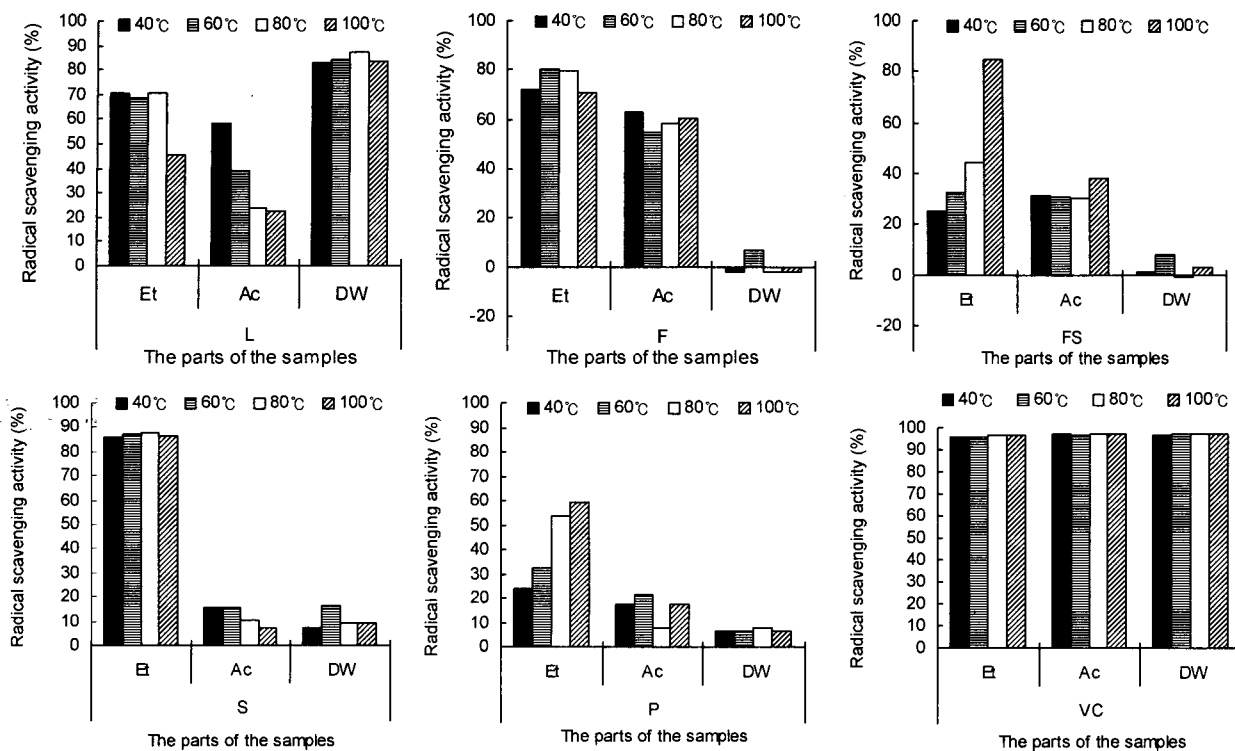 Radical scavenging activity (%)
40℃ 60℃ 80℃ 100℃
100
90
80
70
60
50
40
30
20
10
0
Et Ac DW
L
The parts of the samples
Radical scavenging activity (%)
40℃ 60℃ 80℃ 100℃
100
80
60
40
20
0
-20
Et Ac DW
F
The parts of the samples
Radical scavenging activity (%)
40℃ 60℃ 80℃ 100℃
100
80
60
40
20
0
-20
Et Ac DW
FS
The parts of the samples
Radical scavenging activity (%)
40℃ 60℃ 80℃ 100℃
100
90
80
70
60
50
40
30
20
10
0
Et Ac DW
S
The parts of the samples
Radical scavenging activity (%)
40℃ 60℃ 80℃ 100℃
100
90
80
70
60
50
40
30
20
10
0
Et Ac DW
P
The parts of the samples
Radical scavenging activity (%)
40℃ 60℃ 80℃ 100℃
100
90
80
70
60
50
40
30
20
10
0
Et Ac DW
VC
The parts of the samples